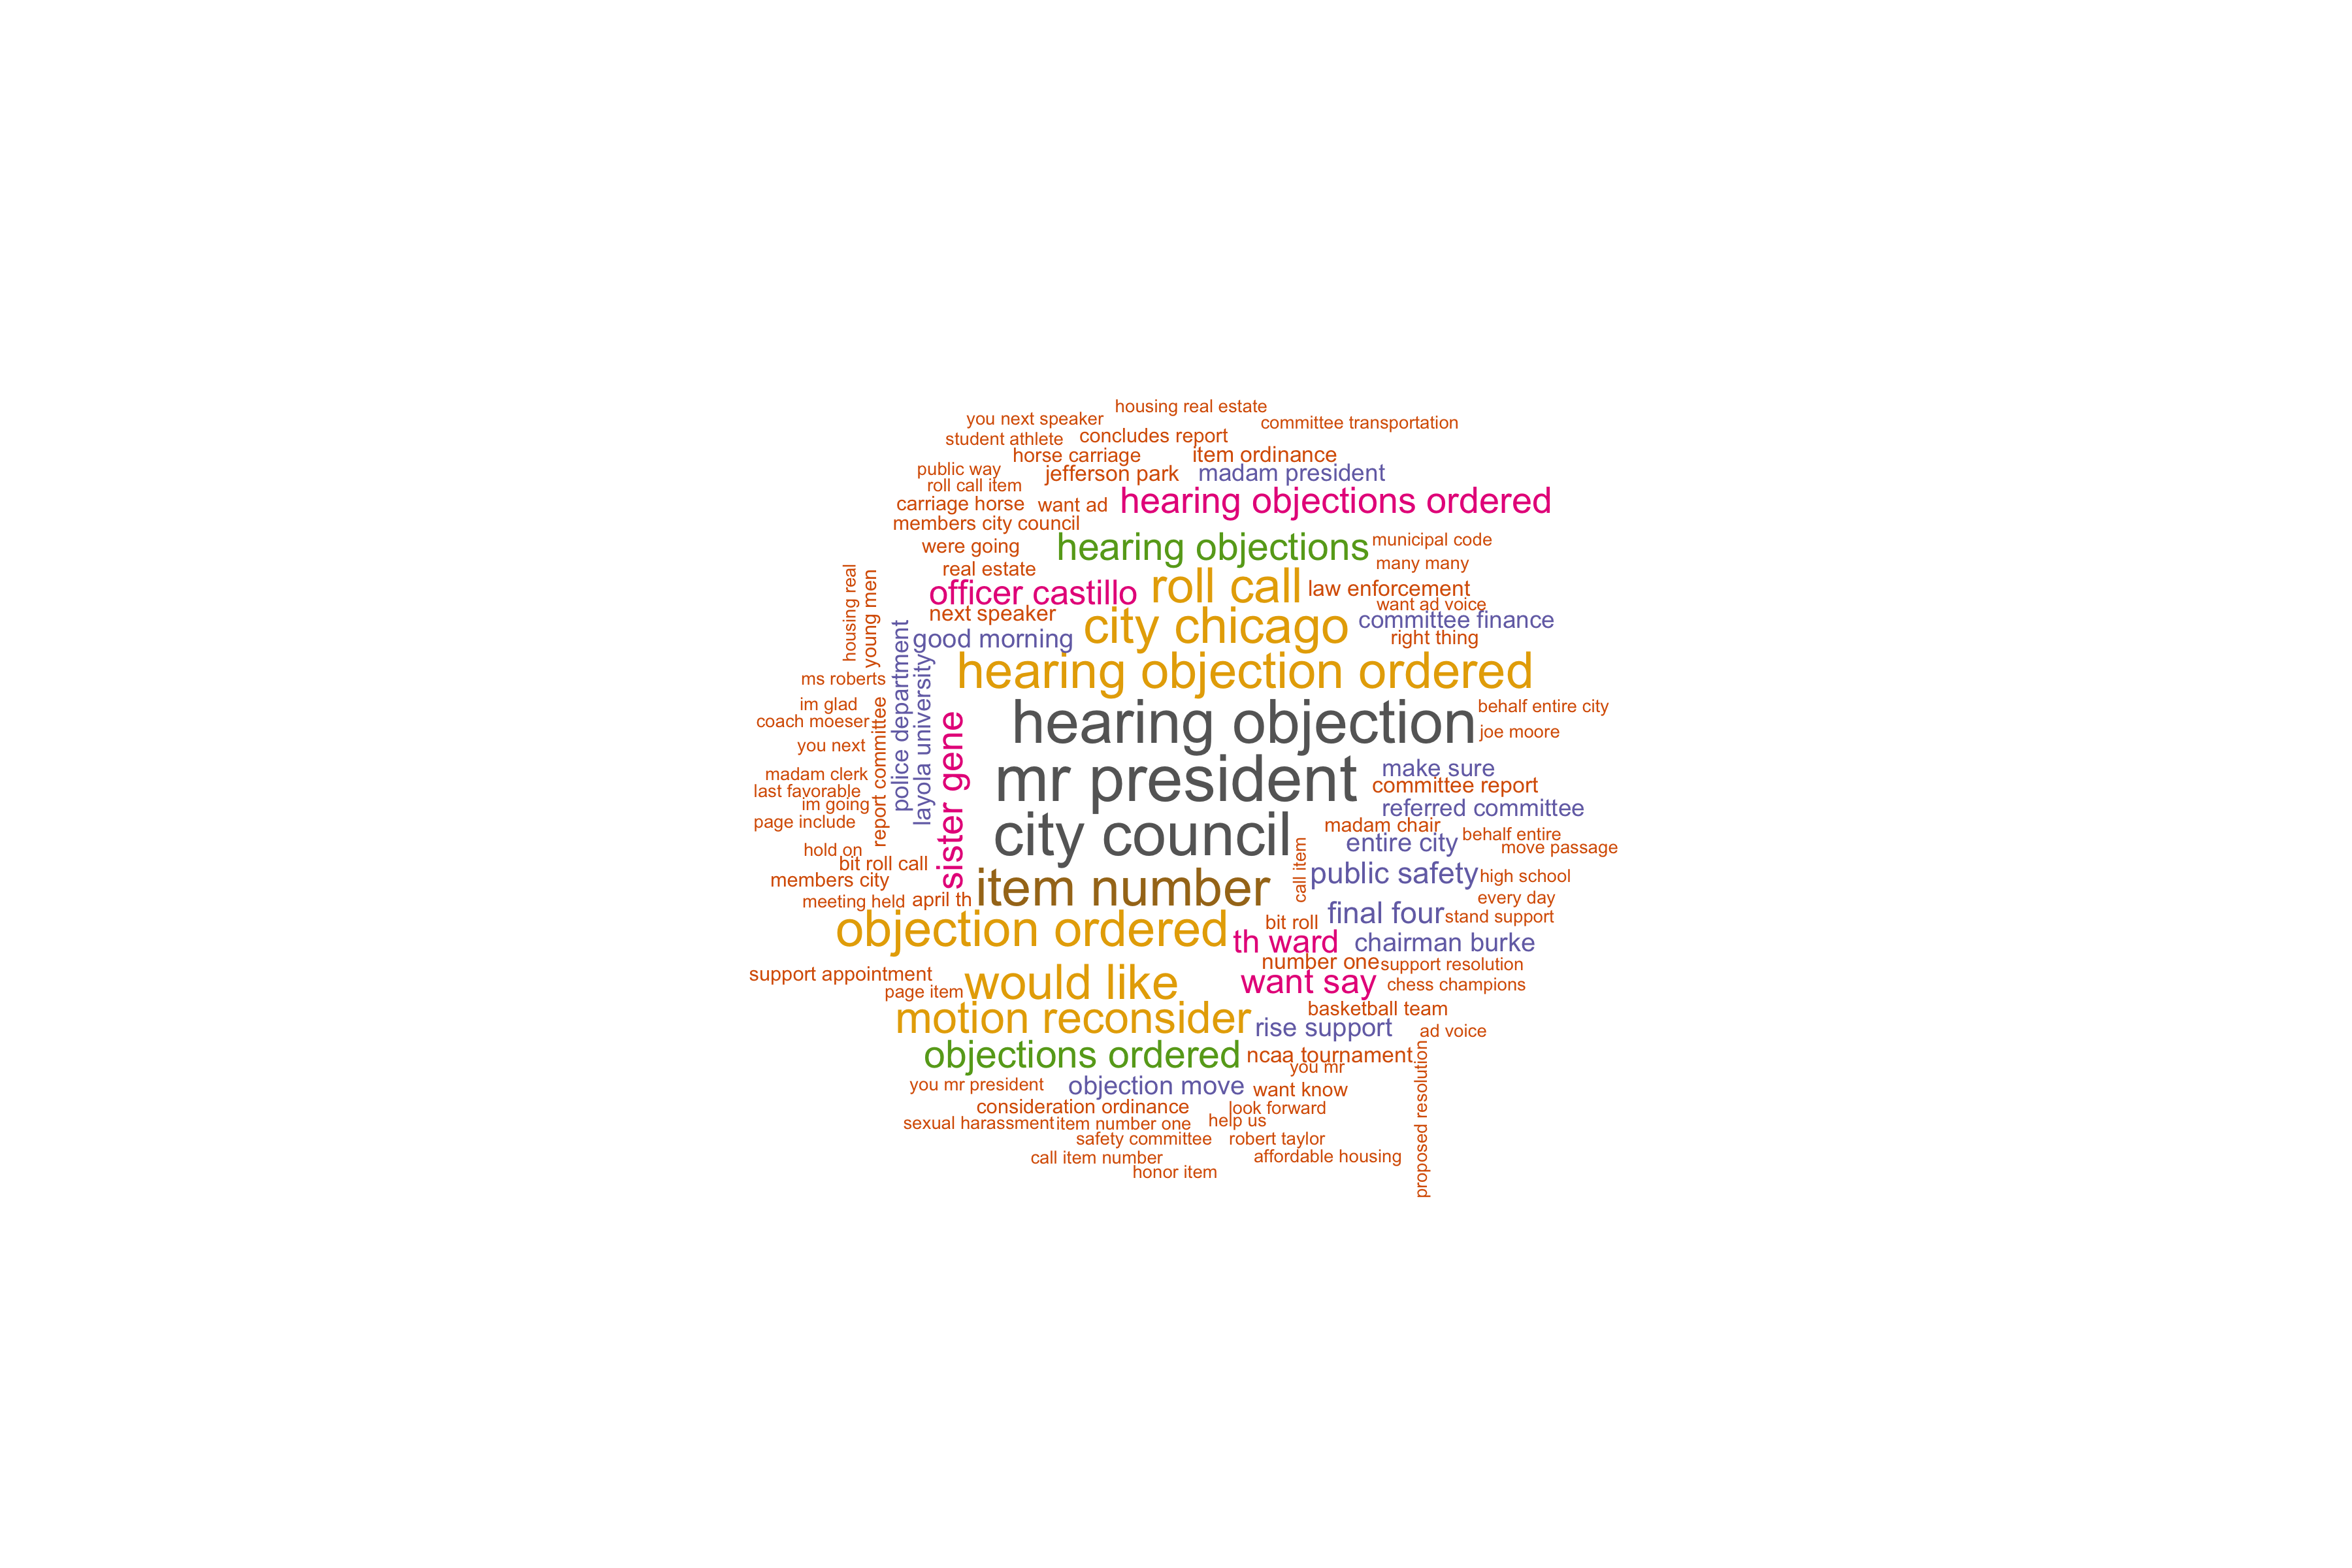 housing real estate
you next speaker
committee transportation
student athlete
concludes report
horse carriage
item ordinance
public way
jefferson park
madam president
roll call item
carriage horse
want ad
hearing objections ordered
members city council
were going
hearing objections
municipal code
many many
real estate
officer castillo
roll call
law enforcement
want ad voice
next speaker
city chicago
committee finance
housing real
young men
good morning
right thing
police department
layola university
ms roberts
hearing objection ordered
im glad
coach moeser
report committee
sister gene
hearing objection
behalf entire city
joe moore
you next
madam clerk
last favorable
im going
page include
mr president
make sure
committee report
referred committee
city council
madam chair
behalf entire
entire city
move passage
hold on
bit roll call
members city
call item
public safety
high school
meeting held
april th
item number
every day
final four
stand support
objection ordered
bit roll
th ward
chairman burke
number one
support resolution
support appointment
page item
would like
want say
chess champions
motion reconsider
basketball team
rise support
ad voice
objections ordered
ncaa tournament
you mr
proposed resolution
you mr president
objection move
want know
consideration ordinance
look forward
sexual harassment
item number one
help us
safety committee
robert taylor
call item number
affordable housing
honor item